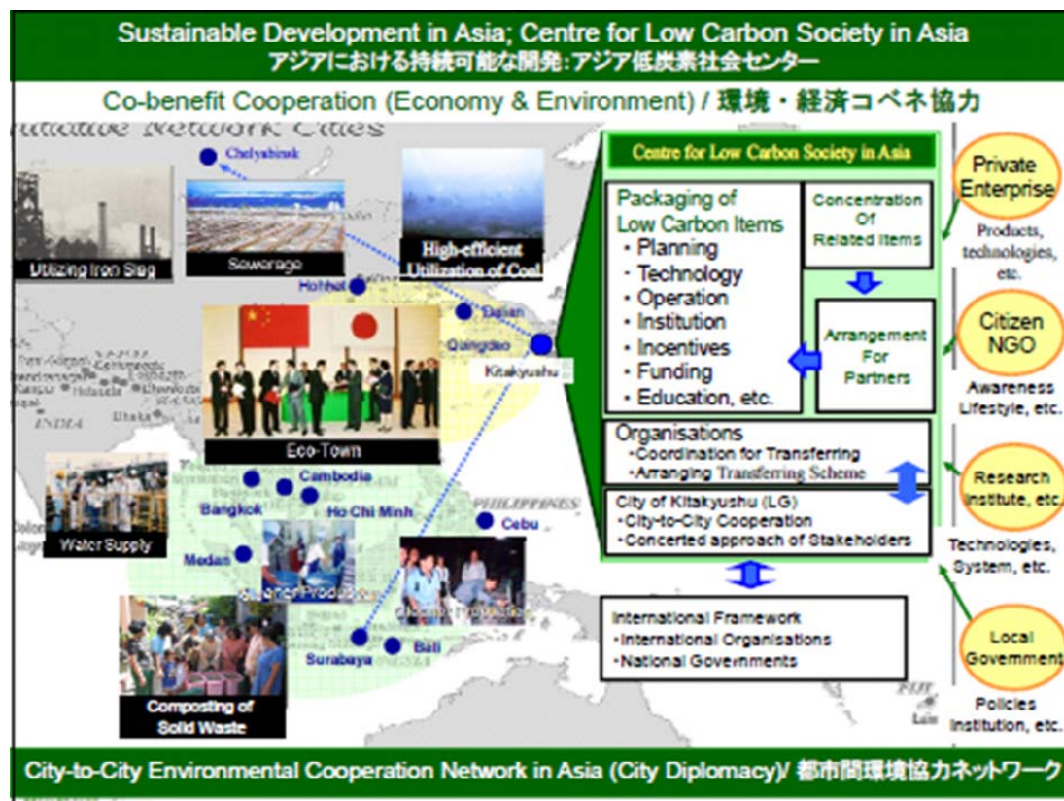 Sustainable Development in Asia; Centre for Low Carbon Society in Asia
アジアにおける持続可能な開発：アジア低炭素社会センター
Co-benefit Cooperation (Economy & Environment) / 環境・経済コベネ協力
Network Cities
Chelyabinsk
Utilizing Iron Slag
Sewerage
High-efficient
Utilization of Coal
Hohhot
Dalian
Qingdao
Kitakyushu
Eco-Town
Dhaka
INDIA
Water Supply
Cambodia
Bangkok
Ho Chi Minh
PHILIPPINES
Cebu
Medan
Surabaya
Bali
Composting of
Solid Waste
Centre for Low Carbon Society in Asia
Packaging of
Low Carbon Items
・Planning
・Technology
・Operation
・Institution
・Incentives
・Funding
・Education, etc.
Concentration
Of
Related Items
Arrangement
For
Partners
Organisations
・Coordination for Transferring
・Arranging Transferring Scheme
City of Kitakyushu (LG)
・City-to-City Cooperation
・Concerted approach of Stakeholders
International Framework
・International Organisations
・National Governments
Private
Enterprise
Products,
technologies,
etc.
Citizen
NGO
Awareness
Lifestyle, etc.
Research
Institute, etc
Technologies,
System, etc.
Local
Government
Policies
Institution, etc.
FIJI
City-to-City Environmental Cooperation Network in Asia (City Diplomacy)/ 都市間環境協力ネットワーク